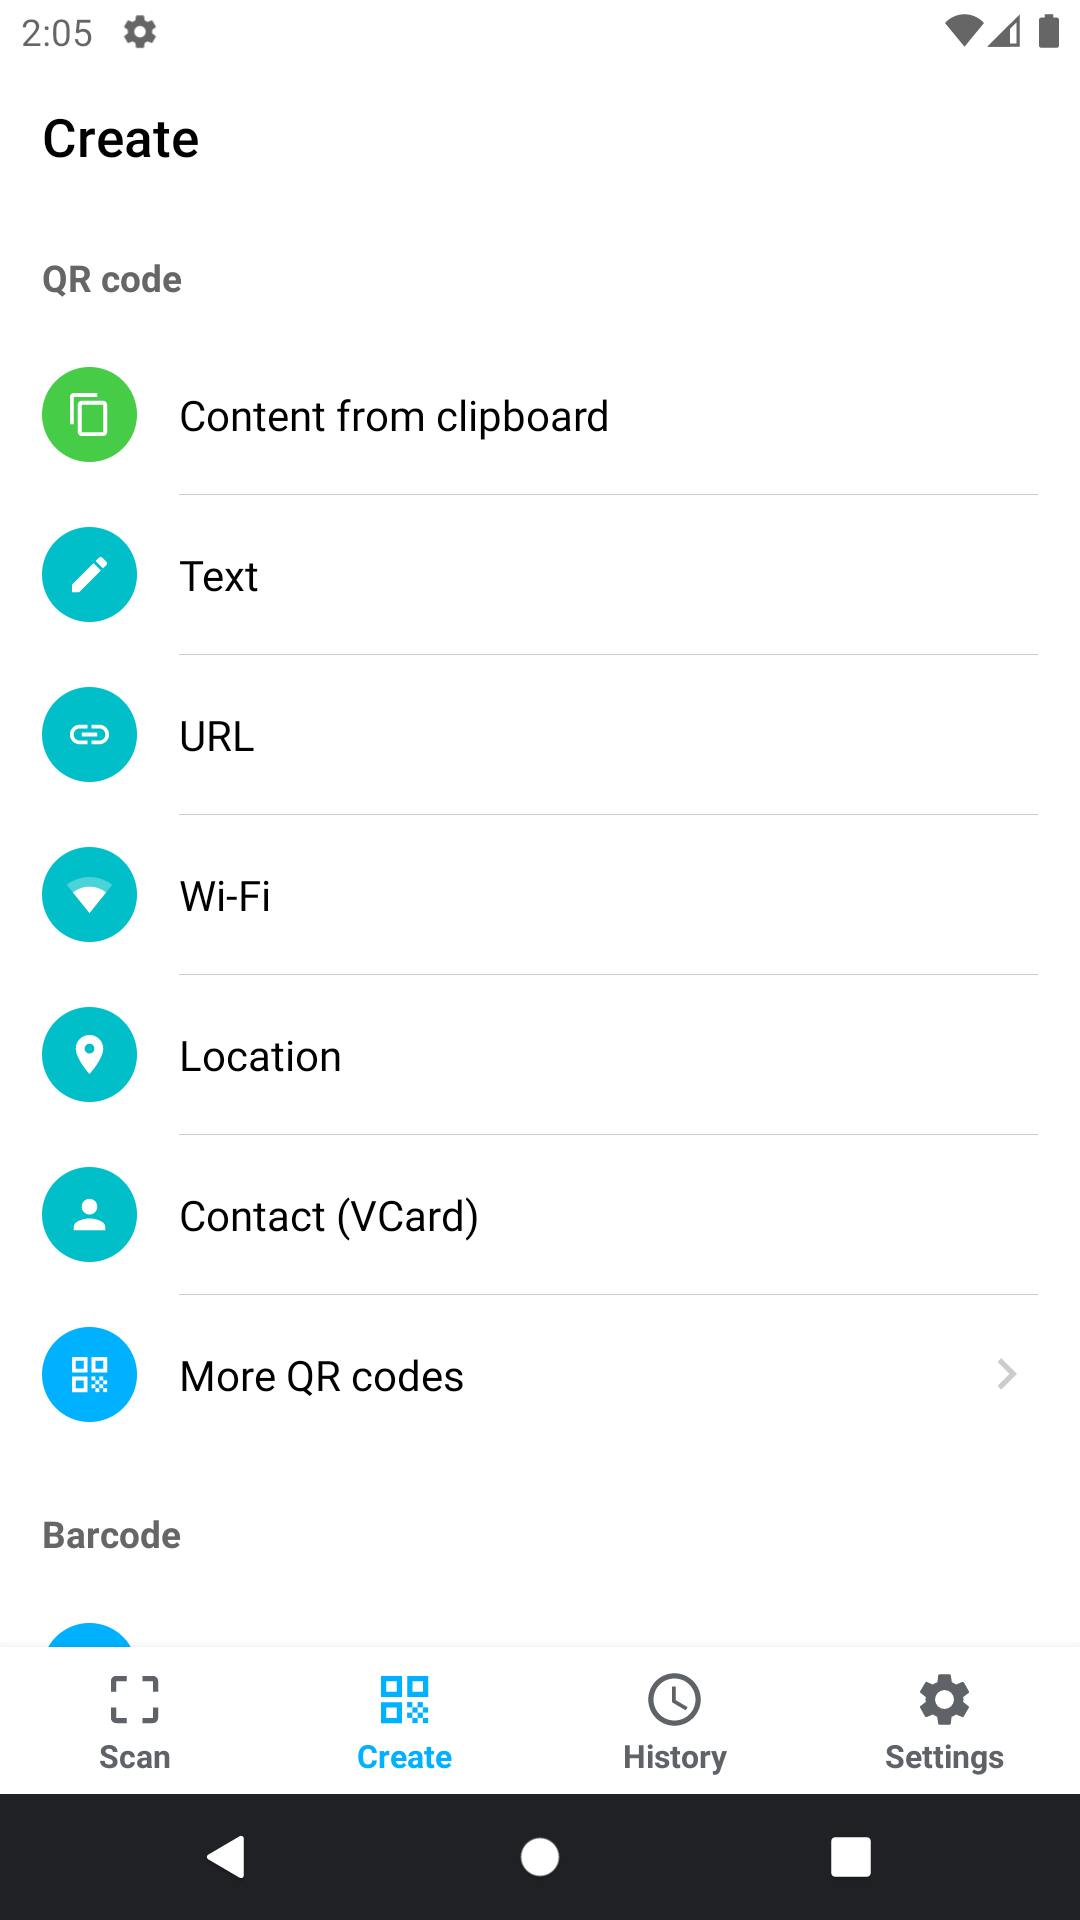 2:05
Create
QR code
Content from clipboard
Text
URL
Wi-Fi
Location
Contact (VCard)
More QR codes
Barcode
Scan
Create
History
Settings